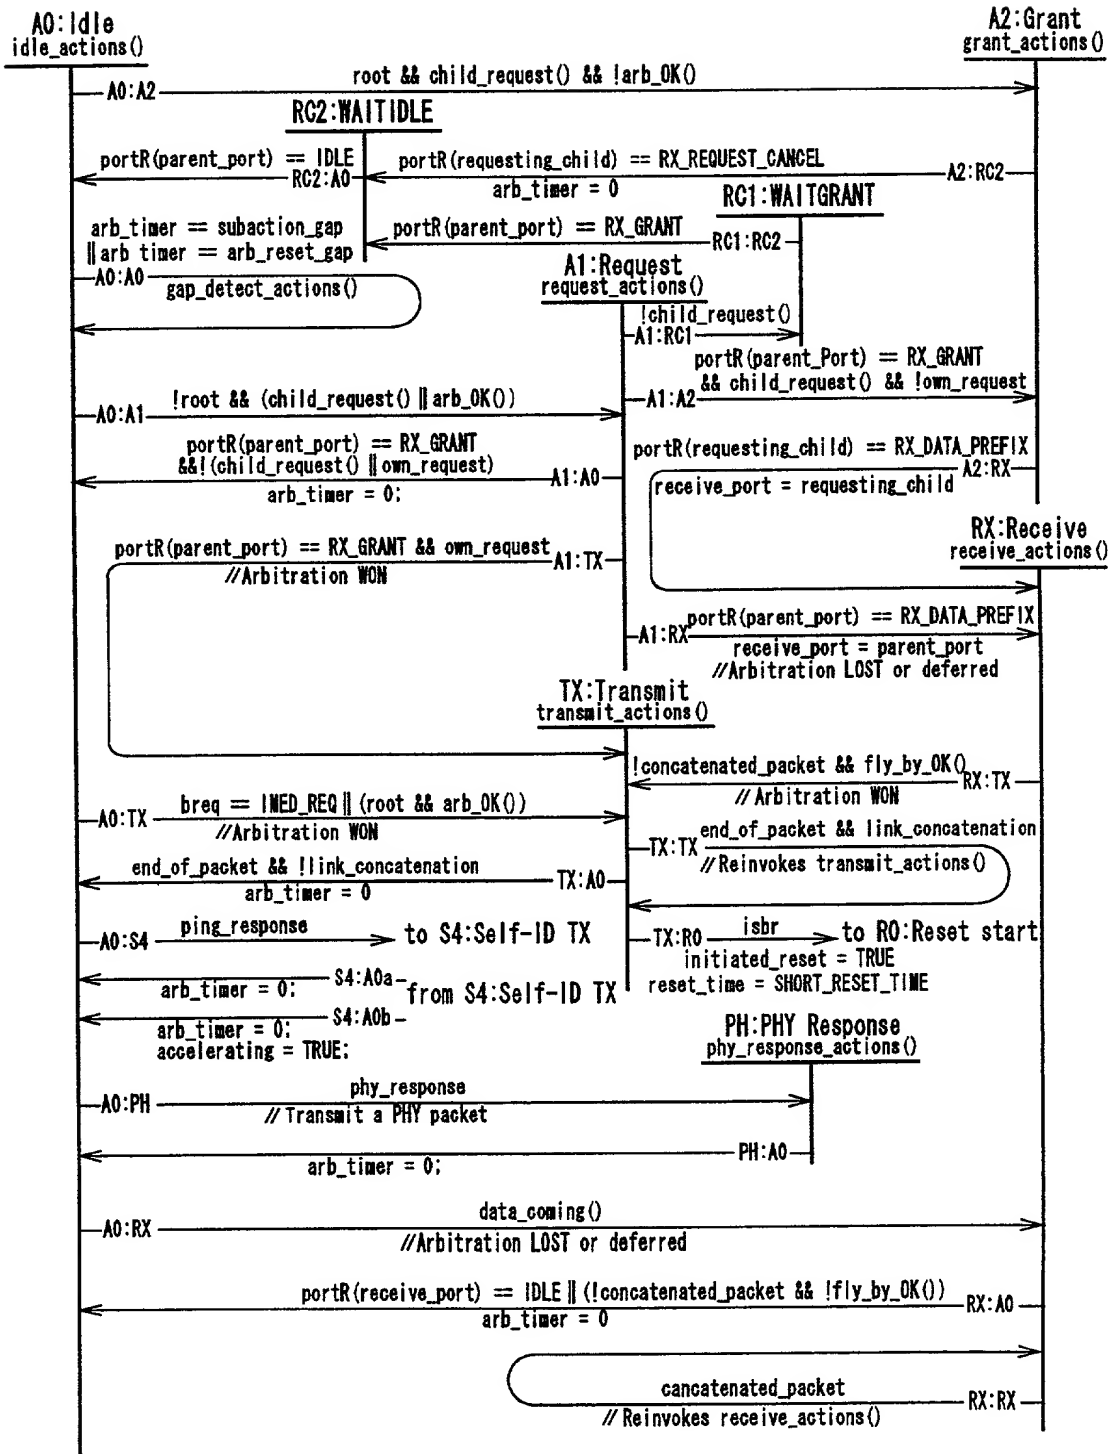 A0:Idle
idle_actions()
A2:Grant
grant_actions()
root && child_request() && !arb_OK()
A0:A2
RC2:WAITIDLE
portR(parent_port) == IDLE
RC2:A0
portR(requesting_child) == RX_REQUEST_CANCEL
A2:RC2
arb_timer = 0
RC1:WAITGRANT
arb_timer == subaction_gap
||arb timer == arb_reset_gap
portR(parent_port) == RX_GRANT
RC1:RC2
A0:A0
gap_detect_actions()
A1:Request
request_actions()
!child_request()
A1:RC1
portR(parent_Port) == RX_GRANT
&& child_request() && !own_request
A1:A2
!root && (child_request() || arb_OK())
A0:A1
portR(parent_port) == RX_GRANT
&&!(child_request() || own_request)
A1:A0
arb_timer = 0;
portR(requesting_child) == RX_DATA_PREFIX
A2:RX
receive_port = requesting_child
RX:Receive
receive_actions()
portR(parent_port) == RX_GRANT && own_request
A1:TX
//Arbitration WON
portR(parent_port) == RX_DATA_PREFIX
A1:RX
receive_port = parent_port
//Arbitration LOST or deferred
TX:Transmit
transmit_actions()
!concatenated_packet && fly_by_OK()
RX:TX
// Arbitration WON
breq == IMED_REQ || (root && arb_OK())
A0:TX
//Arbitration WON
end_of_packet && link_concatenation
TX:TX
// Reinvokes transmit_actions()
end_of_packet && !link_concatenation
TX:A0
arb_timer = 0
ping_response
A0:S4
to S4:Self-ID TX
isbr
TX:R0
to R0:Reset start
initiated_reset = TRUE
reset_time = SHORT_RESET_TIME
S4:A0a
arb_timer = 0;
from S4:Self-ID TX
S4:A0b
arb_timer = 0;
accelerating = TRUE;
PH:PHY Response
phy_response_actions()
phy_response
A0:PH
// Transmit a PHY packet
PH:A0
arb_timer = 0;
data_coming()
A0:RX
//Arbitration LOST or deferred
portR(receive_port) == IDLE || (!concatenated_packet && !fly_by_OK())
RX:A0
arb_timer = 0
cancatenated_packet
RX:RX
// Reinvokes receive_actions()